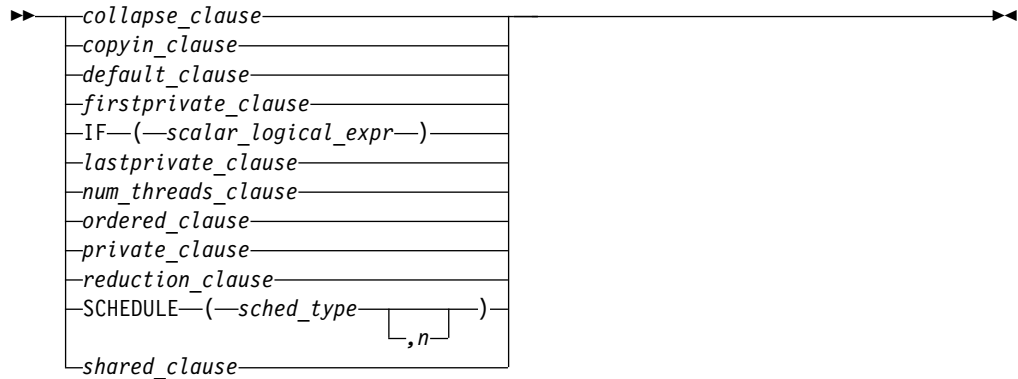 collapse_clause
copyin_clause
default_clause
firstprivate_clause
IF ( scalar_logical_expr )
lastprivate_clause
num_threads_clause
ordered_clause
private_clause
reduction_clause
SCHEDULE ( sched_type )
,n
shared_clause